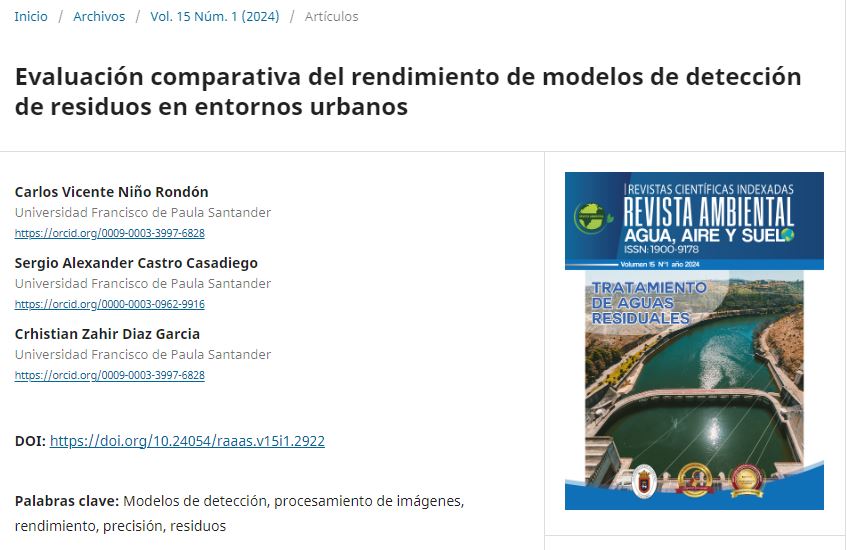 Inicio / Archivos / Vol. 15 Núm. 1 (2024) / Artículos
Evaluación comparativa del rendimiento de modelos de detección
de residuos en entornos urbanos
Carlos Vicente Niño Rondón
Universidad Francisco de Paula Santander
https://orcid.org/0009-0003-3997-6828
Sergio Alexander Castro Casadiego
Universidad Francisco de Paula Santander
https://orcid.org/0000-0003-0962-9916
Crhistian Zahir Diaz Garcia
Universidad Francisco de Paula Santander
https://orcid.org/0009-0003-3997-6828
DOI: https://doi.org/10.24054/raaas.v15i1.2922
Palabras clave: Modelos de detección, procesamiento de imágenes,
rendimiento, precisión, residuos
REVISTAS CIENTÍFICAS INDEXADAS
REVISTA AMBIENTAL
AGUA, AIRE Y SUELO
ISSN: 1900-9178
Volumen 15 N°1 año 2024
TRATAMIENTO
DE AGUAS
RESIDUALES